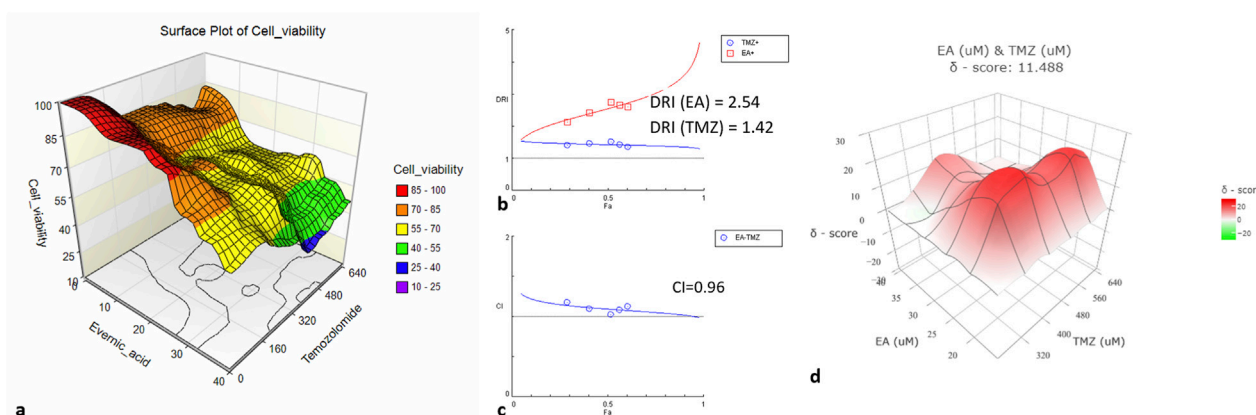 Surface Plot of Cell_viability
100
85
70
55
40
25
10
Cell_viability
0
10
20
30
40
Evernic_acid
0
160
320
480
640
Temozolomide
Cell_viability
85 - 100
70 - 85
55 - 70
40 - 55
25 - 40
10 - 25
a
5
DRI
1
0
0
0.5
1
Fa
TMZ+
EA+
DRI (EA) = 2.54
DRI (TMZ) = 1.42
b
2
CI
0
0
0.5
1
Fa
EA-TMZ
CI=0.96
c
EA (uM) & TMZ (uM)
δ - score: 11.488
30
20
10
0
-10
-20
δ - score
40
35
30
25
20
EA (uM)
320
400
480
560
640
TMZ (uM)
δ - scor
20
0
−20
d